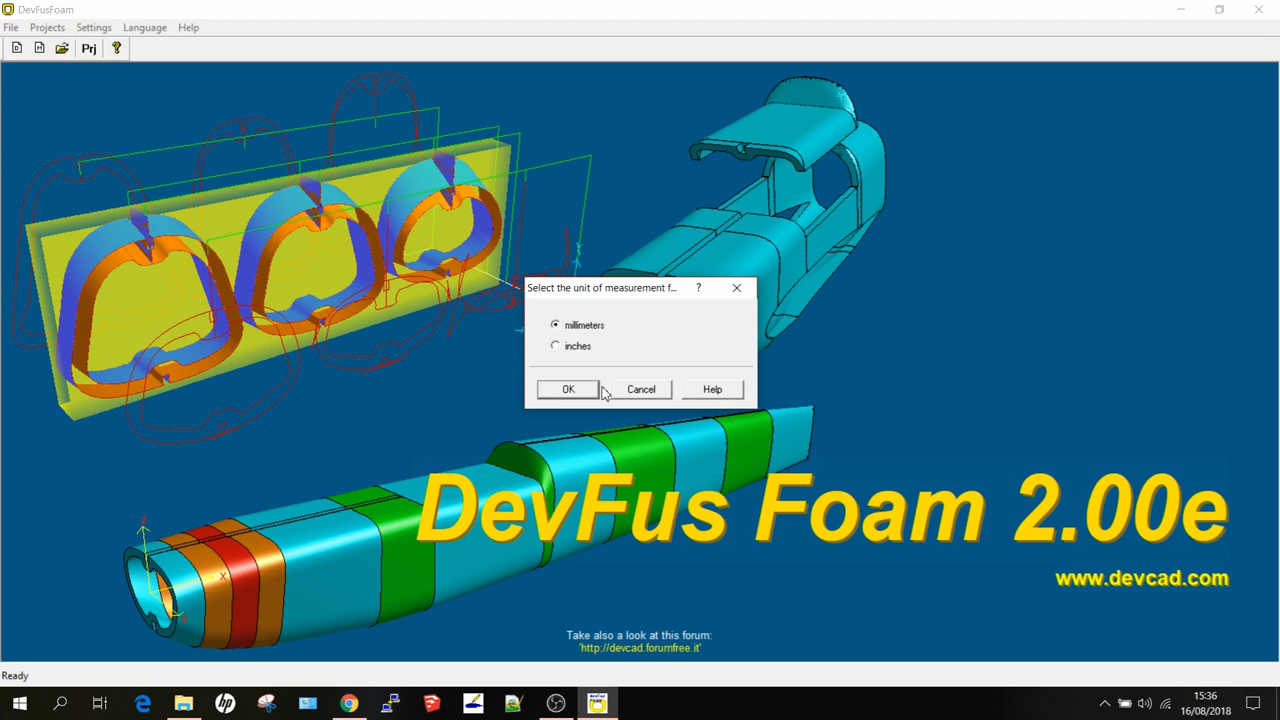 DevFusFoam
File Projects Settings Language Help
Prj ?
Select the unit of measurement f... ?
millimeters
inches
OK Cancel Help
DevFus Foam 2.00e
www.devcad.com
Take also a look at this forum:
'http://devcad.forumfree.it'
Ready
15:36
16/08/2018